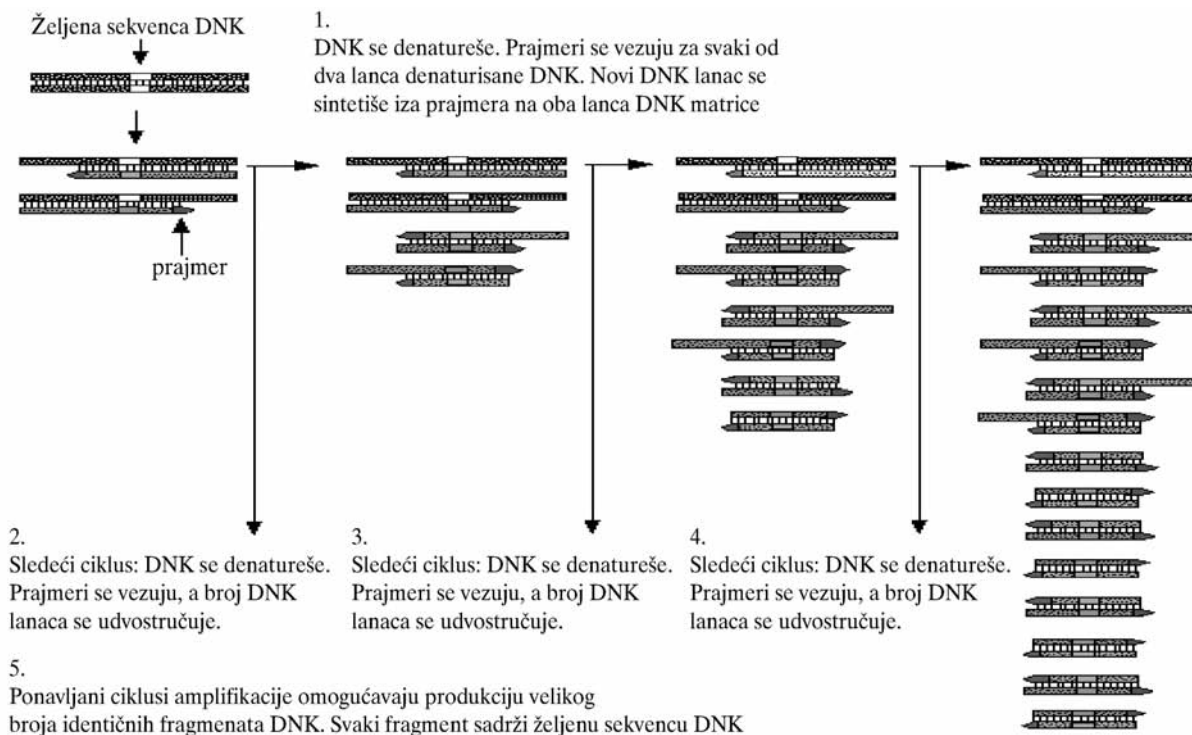 Željena sekvenca DNK
1.
DNK se denatureše. Prajmeri se vezuju za svaki od
dva lanca denaturisane DNK. Novi DNK lanac se
sintetiše iza prajmera na oba lanca DNK matrice
prajmer
2.
Sledeći ciklus: DNK se denatureše.
Prajmeri se vezuju, a broj DNK
lanaca se udvostručuje.
3.
Sledeći ciklus: DNK se denatureše.
Prajmeri se vezuju, a broj DNK
lanaca se udvostručuje.
4.
Sledeći ciklus: DNK se denatureše.
Prajmeri se vezuju, a broj DNK
lanaca se udvostručuje.
5.
Ponavljani ciklusi amplifikacije omogućavaju produkciju velikog
broja identičnih fragmenata DNK. Svaki fragment sadrži željenu sekvencu DNK